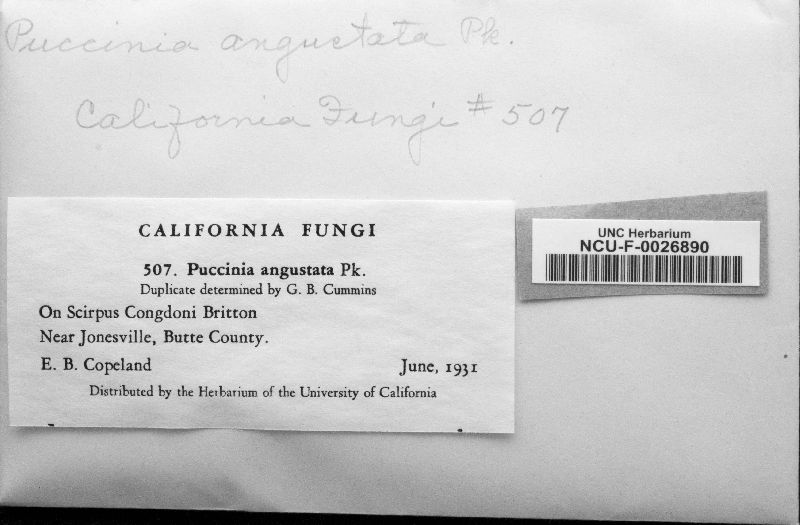 Puccinia angustata Pk.
California Fungi # 507
CALIFORNIA FUNGI
507. Puccinia angustata Pk.
Duplicate determined by G. B. Cummins
On Scirpus Congdoni Britton
Near Jonesville, Butte County.
E. B. Copeland June, 1931
Distributed by the Herbarium of the University of California
UNC Herbarium
NCU-F-0026890